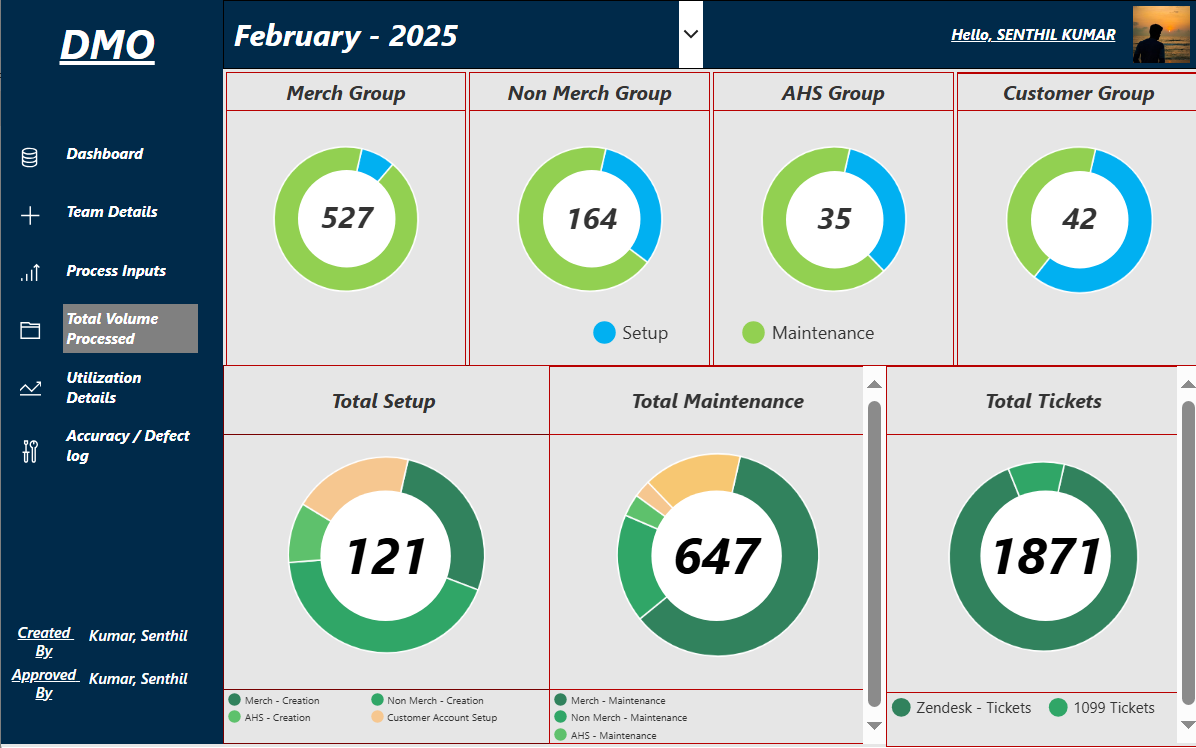 DMO
February - 2025
Hello, SENTHIL KUMAR
Dashboard
Team Details
Process Inputs
Total Volume
Processed
Utilization
Details
Accuracy / Defect
log
Created
By
Kumar, Senthil
Approved
By
Kumar, Senthil
Merch Group
Non Merch Group
AHS Group
Customer Group
527
164
35
42
Setup
Maintenance
Total Setup
Total Maintenance
Total Tickets
121
647
1871
Merch - Creation
Non Merch - Creation
AHS - Creation
Customer Account Setup
Merch - Maintenance
Non Merch - Maintenance
AHS - Maintenance
Zendesk - Tickets
1099 Tickets